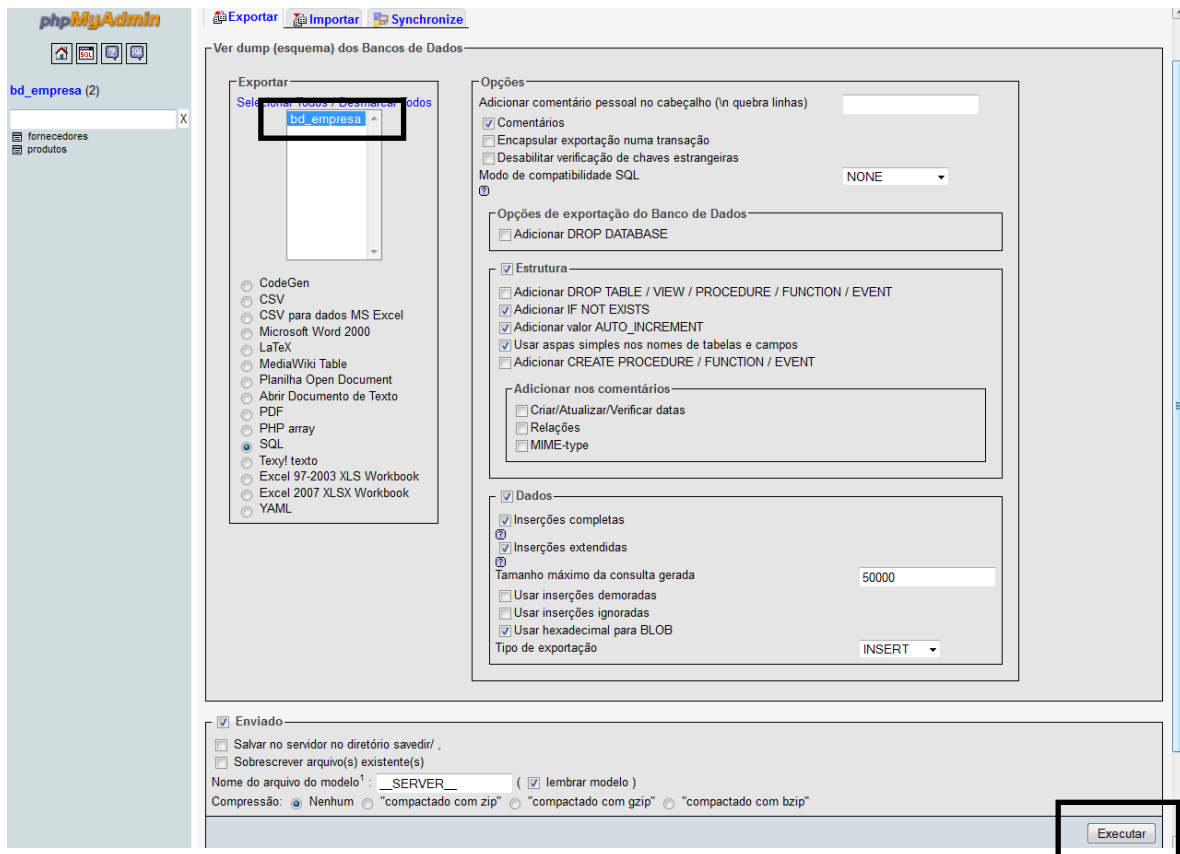 phpMyAdmin
bd_empresa (2)
X
fornecedores
produtos
Exportar Importar Synchronize
Ver dump (esquema) dos Bancos de Dados
Exportar
Selecionar Todos / Desmarcar Todos
bd_empresa
CodeGen
CSV
CSV para dados MS Excel
Microsoft Word 2000
LaTeX
MediaWiki Table
Planilha Open Document
Abrir Documento de Texto
PDF
PHP array
SQL
Texy! texto
Excel 97-2003 XLS Workbook
Excel 2007 XLSX Workbook
YAML
Opções
Adicionar comentário pessoal no cabeçalho (\n quebra linhas)
Comentários
Encapsular exportação numa transação
Desabilitar verificação de chaves estrangeiras
Modo de compatibilidade SQL NONE
Opções de exportação do Banco de Dados
Adicionar DROP DATABASE
Estrutura
Adicionar DROP TABLE / VIEW / PROCEDURE / FUNCTION / EVENT
Adicionar IF NOT EXISTS
Adicionar valor AUTO_INCREMENT
Usar aspas simples nos nomes de tabelas e campos
Adicionar CREATE PROCEDURE / FUNCTION / EVENT
Adicionar nos comentários
Criar/Atualizar/Verificar datas
Relações
MIME-type
Dados
Inserções completas
Inserções extendidas
Tamanho máximo da consulta gerada 50000
Usar inserções demoradas
Usar inserções ignoradas
Usar hexadecimal para BLOB
Tipo de exportação INSERT
Enviado
Salvar no servidor no diretório savedir/ ,
Sobrescrever arquivo(s) existente(s)
Nome do arquivo do modelo1 : __SERVER__ ( lembrar modelo )
Compressão: Nenhum "compactado com zip" "compactado com gzip" "compactado com bzip"
Executar